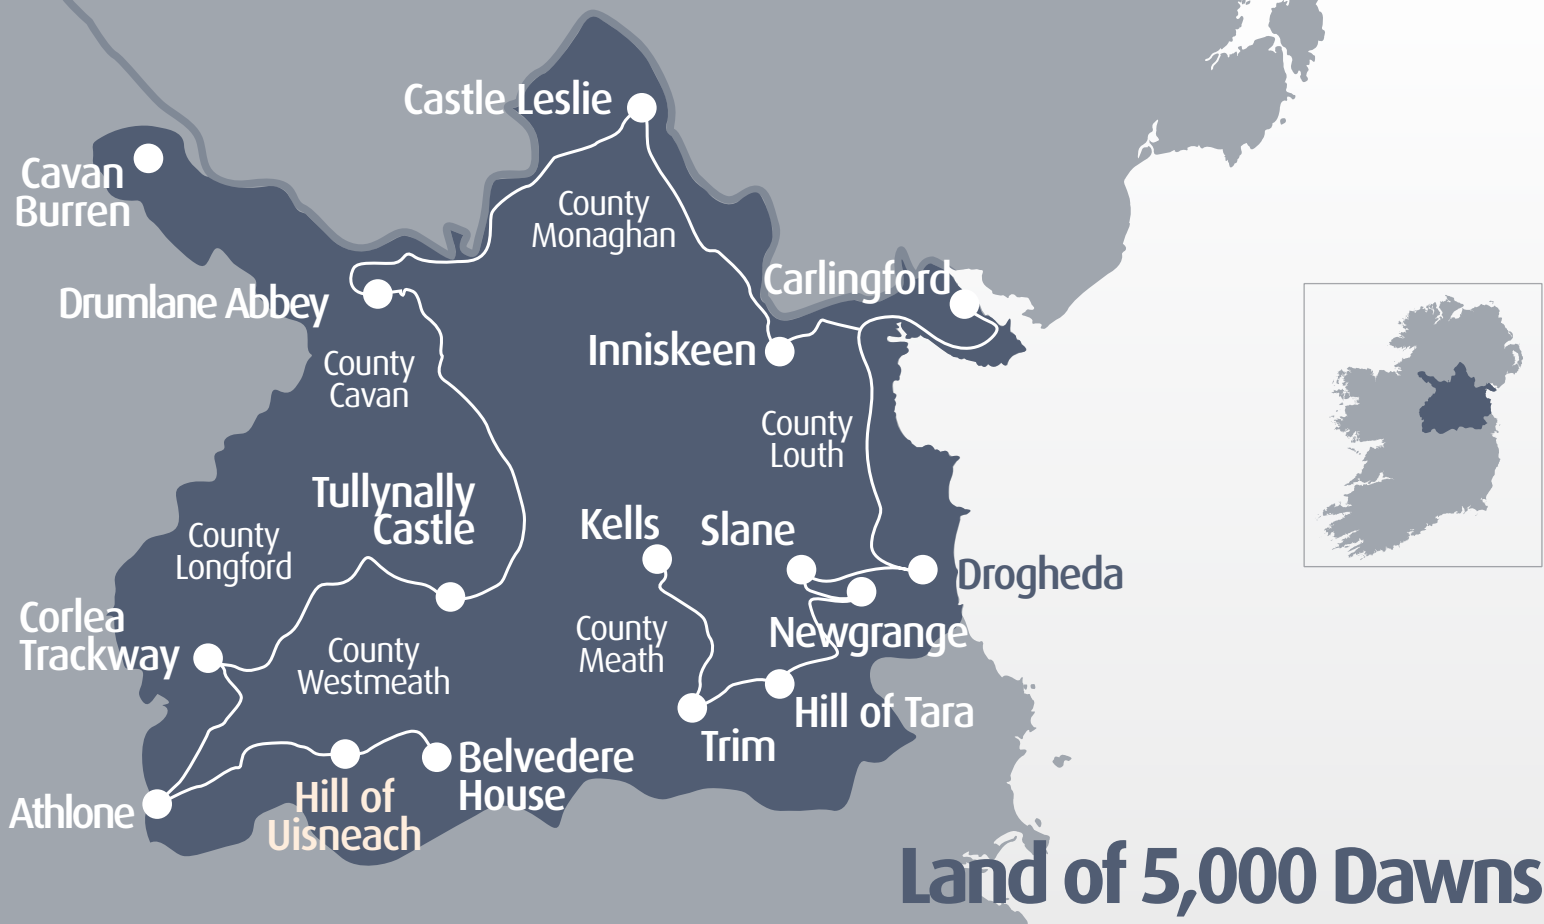 Castle Leslie
Cavan
Burren
County
Monaghan
Carlingford
Drumlane Abbey
Inniskeen
County
Cavan
County
Louth
Tullynally
Castle
Kells
Slane
County
Longford
Drogheda
Corlea
Trackway
County
Meath
Newgrange
County
Westmeath
Hill of Tara
Trim
Belvedere
House
Hill of
Uisneach
Athlone
Land of 5,000 Dawns